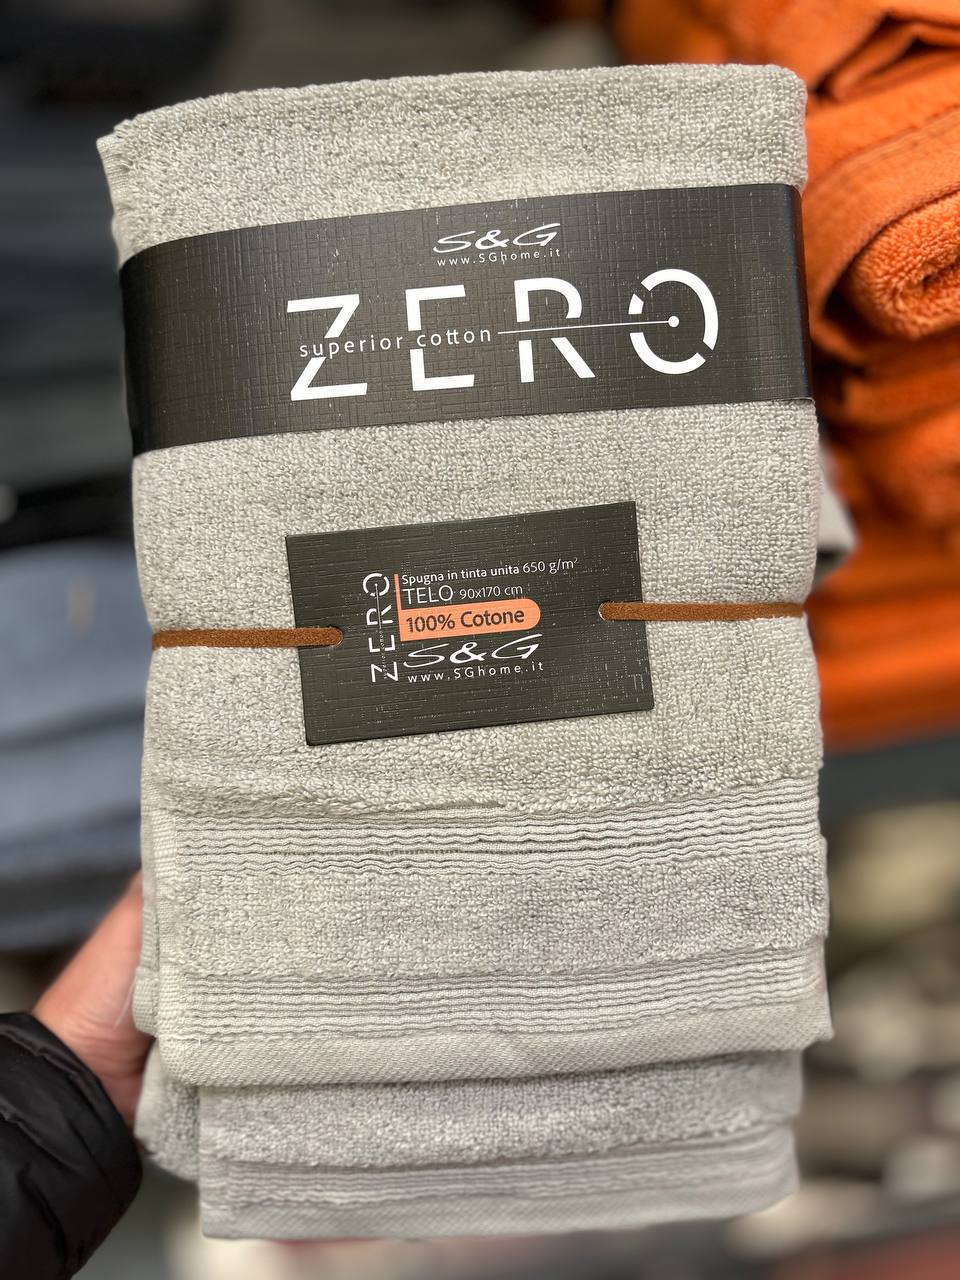 S&G
www.SGhome.it
ZERO
superior cotton
ZERO
Spugna in tinta unita 650 g/m²
TELO 90x170 cm
100% Cotone
S&G
www.SGhome.it